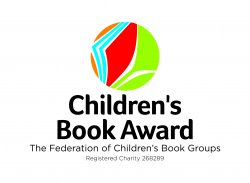 Children's
Book Award
The Federation of Children's Book Groups
Registered Charity 268289